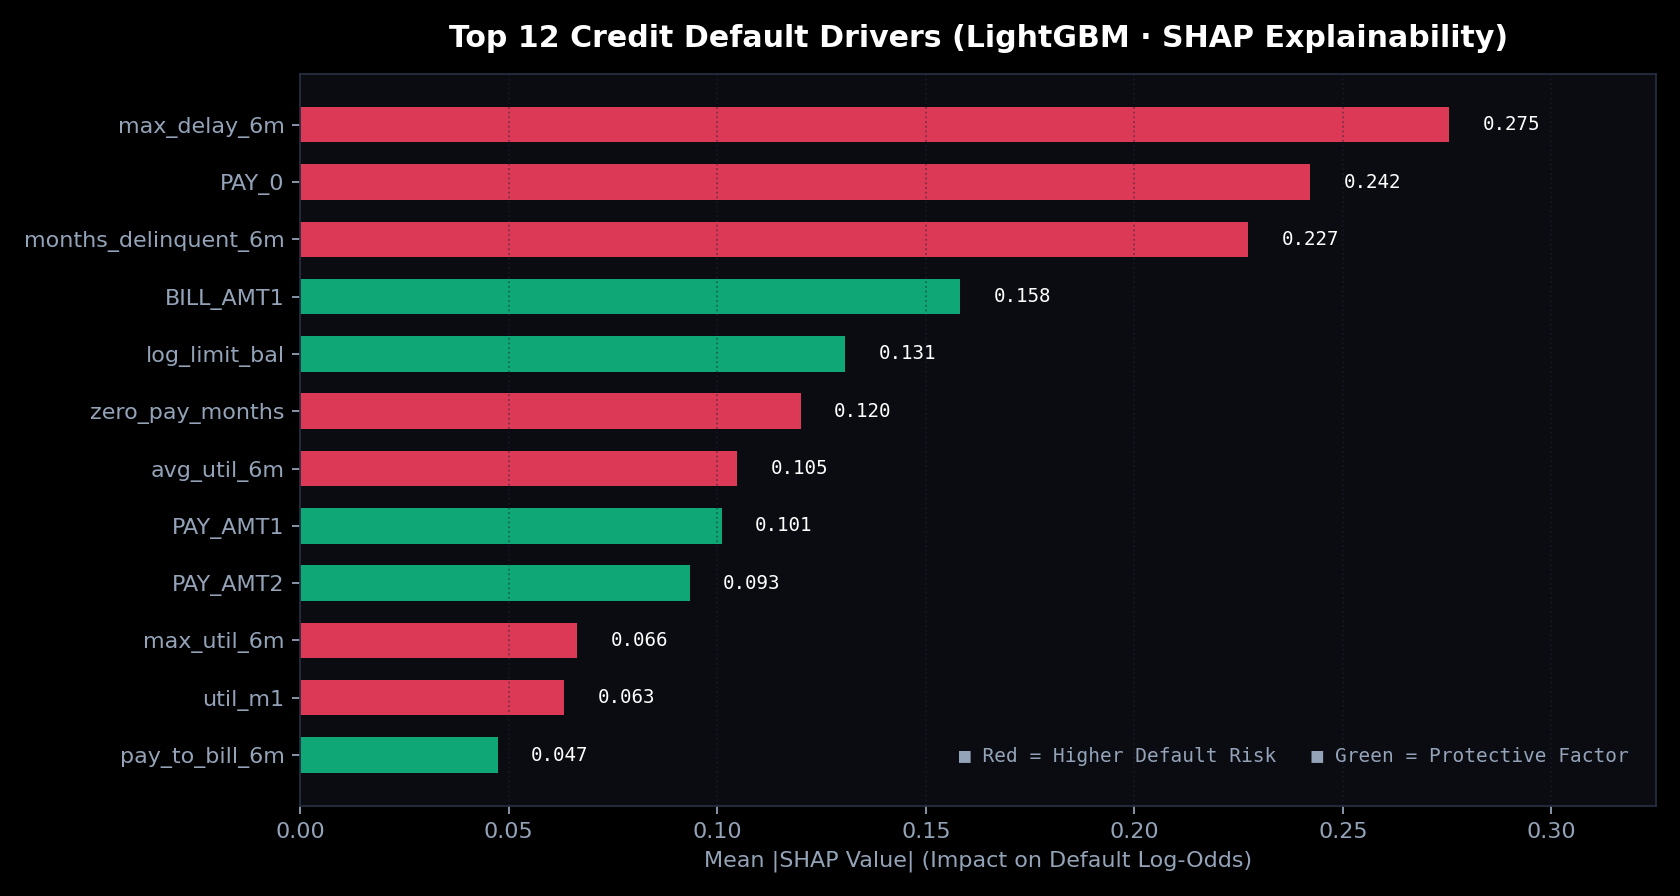 Top 12 Credit Default Drivers (LightGBM · SHAP Explainability)
max_delay_6m 0.275
PAY_0 0.242
months_delinquent_6m 0.227
BILL_AMT1 0.158
log_limit_bal 0.131
zero_pay_months 0.120
avg_util_6m 0.105
PAY_AMT1 0.101
PAY_AMT2 0.093
max_util_6m 0.066
util_m1 0.063
pay_to_bill_6m 0.047 ■ Red = Higher Default Risk ■ Green = Protective Factor
0.00 0.05 0.10 0.15 0.20 0.25 0.30
Mean |SHAP Value| (Impact on Default Log-Odds)